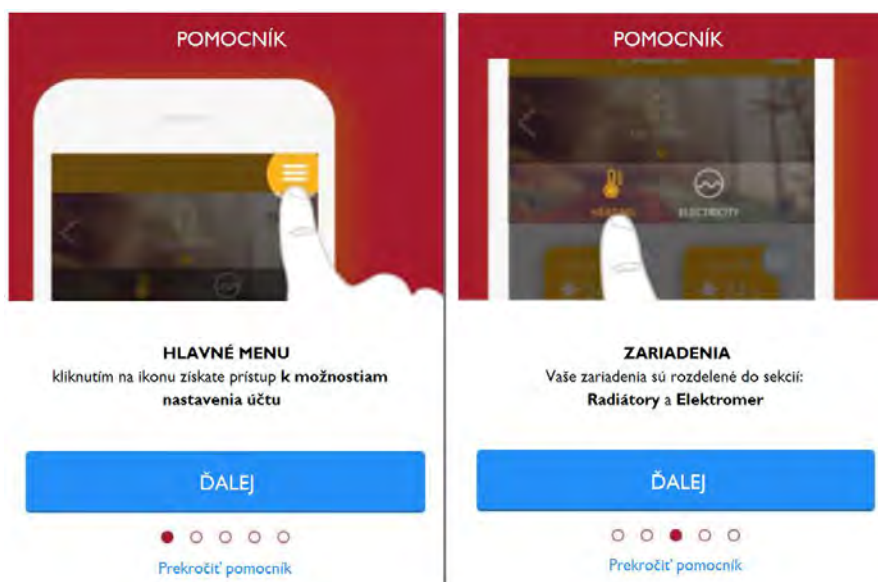 POMOCNÍK
HLAVNÉ MENU
kliknutím na ikonu získate prístup k možnostiam
nastavenia účtu
ĎALEJ
Prekročiť pomocník
POMOCNÍK
ELECTRICITY
ZARIADENIA
Vaše zariadenia sú rozdelené do sekcií:
Radiátory a Elektromer
ĎALEJ
Prekročiť pomocník